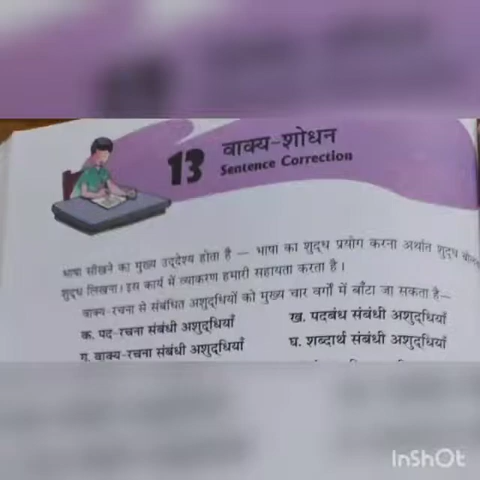 13 वाक्य-शोधन
Sentence Correction
भाषा सीखने का मुख्य उद्देश्य होता है — भाषा का शुद्ध प्रयोग करना अर्थात शुद्ध
शुद्ध लिखना। इस कार्य में व्याकरण हमारी सहायता करता है।
वाक्य-रचना से संबंधित अशुद्धियों को मुख्य चार वर्गों में बाँटा जा सकता है—
क. पद-रचना संबंधी अशुद्धियाँ ख. पदबंध संबंधी अशुद्धियाँ
ग. वाक्य-रचना संबंधी अशुद्धियाँ घ. शब्दार्थ संबंधी अशुद्धियाँ
InShOt